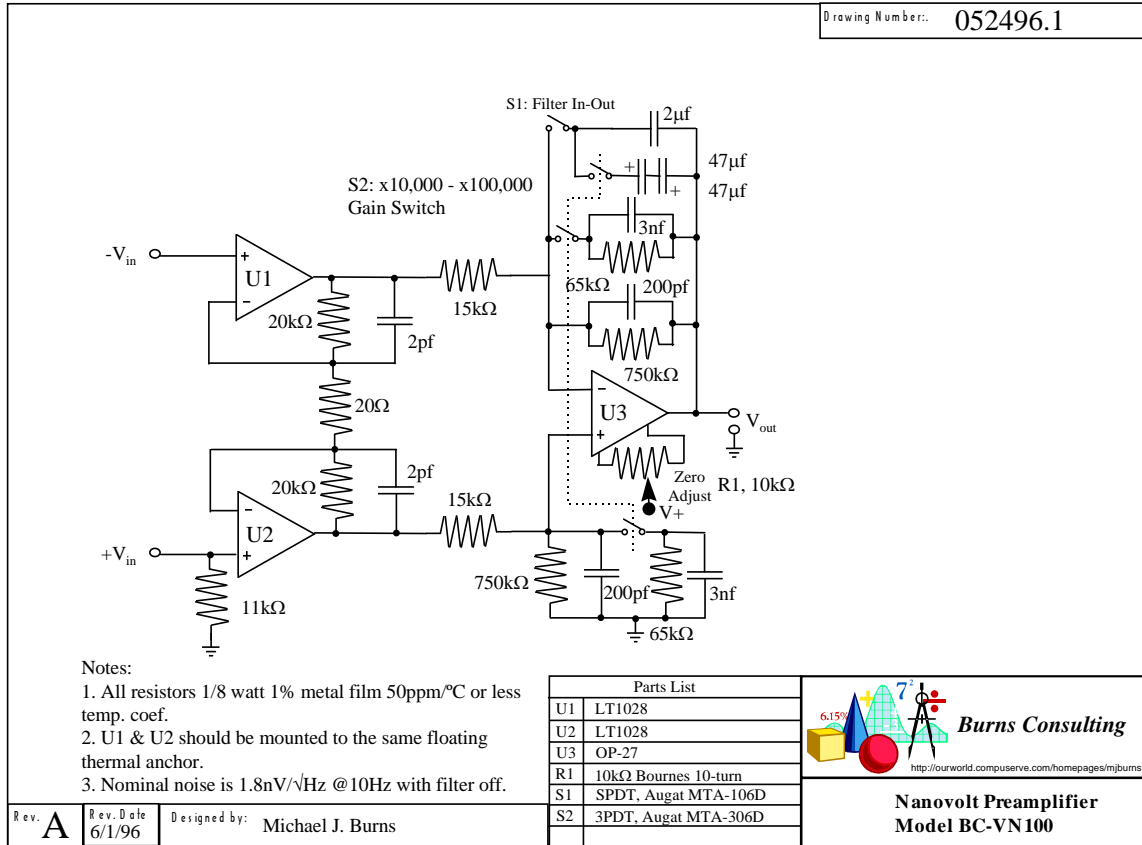 Drawing Number:. 052496.1
S1: Filter In-Out
2µf
+
47µf
+
47µf
S2: x10,000 - x100,000
Gain Switch
3nf
-Vin
+
U1
−
65kΩ
15kΩ
200pf
20kΩ
2pf
750kΩ
−
20Ω
U3
+
Vout
Zero
Adjust
R1, 10kΩ
V+
2pf
20kΩ
15kΩ
−
U2
+
+Vin
11kΩ
750kΩ
200pf
3nf
65kΩ
Notes:
1. All resistors 1/8 watt 1% metal film 50ppm/ºC or less
temp. coef.
2. U1 & U2 should be mounted to the same floating
thermal anchor.
3. Nominal noise is 1.8nV/√Hz @10Hz with filter off.
Parts List
U1 LT1028
U2 LT1028
U3 OP-27
R1 10kΩ Bournes 10-turn
S1 SPDT, Augat MTA-106D
S2 3PDT, Augat MTA-306D
7²
+
÷
6.15%
Burns Consulting
http://ourworld.compuserve.com/homepages/mjburns
Nanovolt Preamplifier
Model BC-VN100
Rev. A
Rev. Date
6/1/96
Designed by: Michael J. Burns